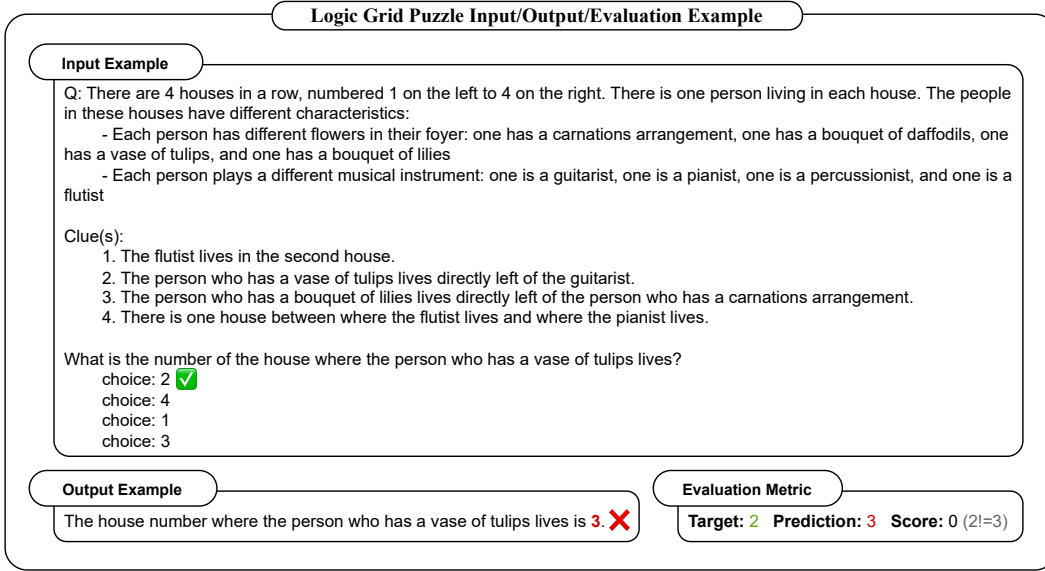 Logic Grid Puzzle Input/Output/Evaluation Example
Input Example
Q: There are 4 houses in a row, numbered 1 on the left to 4 on the right. There is one person living in each house. The people
in these houses have different characteristics:
- Each person has different flowers in their foyer: one has a carnations arrangement, one has a bouquet of daffodils, one
has a vase of tulips, and one has a bouquet of lilies
- Each person plays a different musical instrument: one is a guitarist, one is a pianist, one is a percussionist, and one is a
flutist
Clue(s):
1. The flutist lives in the second house.
2. The person who has a vase of tulips lives directly left of the guitarist.
3. The person who has a bouquet of lilies lives directly left of the person who has a carnations arrangement.
4. There is one house between where the flutist lives and where the pianist lives.
What is the number of the house where the person who has a vase of tulips lives?
choice: 2 ✅
choice: 4
choice: 1
choice: 3
Output Example
The house number where the person who has a vase of tulips lives is 3. ❌
Evaluation Metric
Target: 2 Prediction: 3 Score: 0 (2!=3)